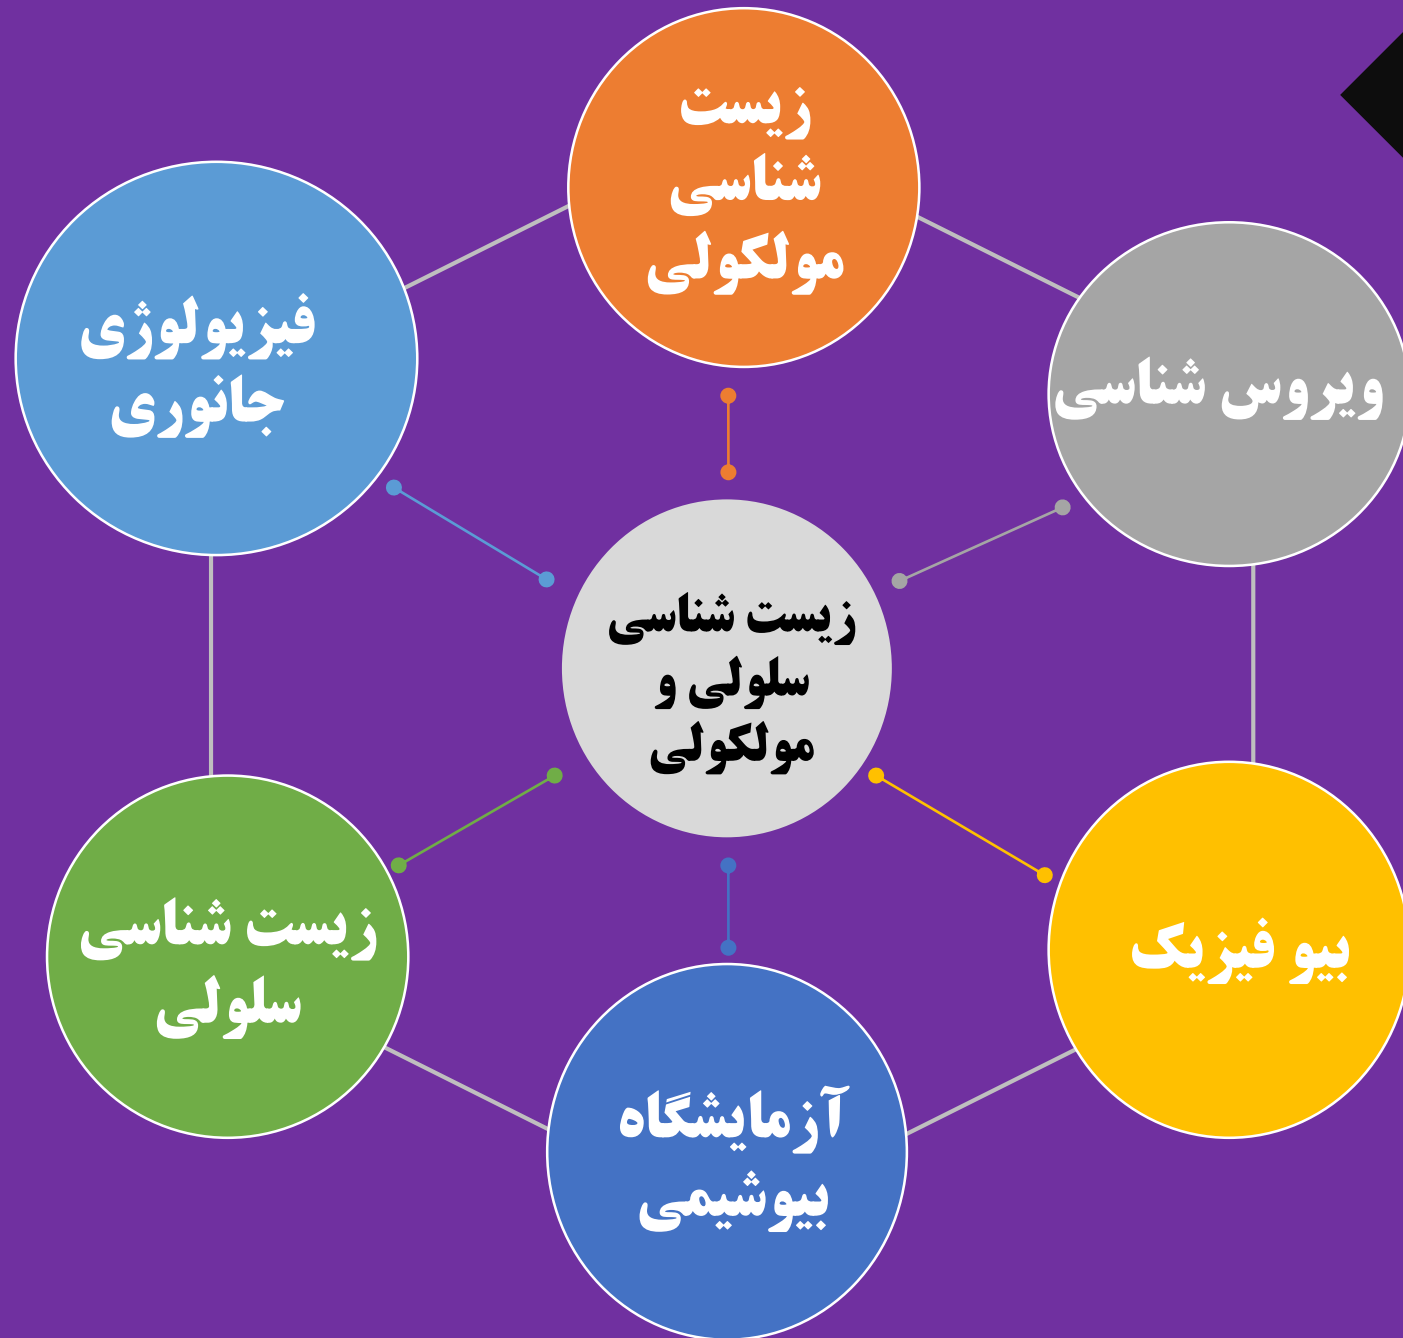 زیست
شناسی
مولکولی
ویروس شناسی
فیزیولوژی
جانوری
زیست شناسی
سلولی و
مولکولی
بیو فیزیک
زیست شناسی
سلولی
آزمایشگاه
بیوشیمی